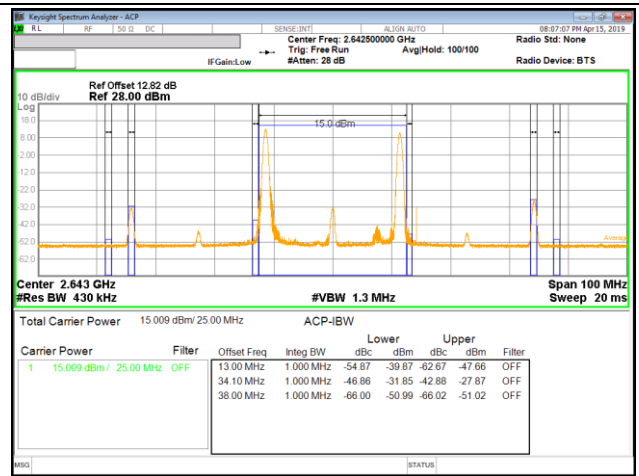 Keysight Spectrum Analyzer - ACP
RL RF 50 Ω DC SENSE:INT ALIGN AUTO 08:07:07 PM Apr 15, 2019
Center Freq: 2.642500000 GHz Radio Std: None
Trig: Free Run Avg|Hold: 100/100
IFGain:Low #Atten: 28 dB Radio Device: BTS
Ref Offset 12.82 dB
10 dB/div Ref 28.00 dBm
Log
18.0
8.00
-2.00
-12.0
-22.0
-32.0
-42.0
-52.0
-62.0
15.0 dBm
Average
Center 2.643 GHz Span 100 MHz
#Res BW 430 kHz #VBW 1.3 MHz Sweep 20 ms
Total Carrier Power 15.009 dBm/ 25.00 MHz ACP-IBW
Lower Upper
Carrier Power Filter Offset Freq Integ BW dBc dBm dBc dBm Filter
1 15.009 dBm / 25.00 MHz OFF 13.00 MHz 1.000 MHz -54.87 -39.87 -62.67 -47.66 OFF
34.10 MHz 1.000 MHz -46.86 -31.85 -42.88 -27.87 OFF
38.00 MHz 1.000 MHz -66.00 -50.99 -66.02 -51.02 OFF
MSG STATUS